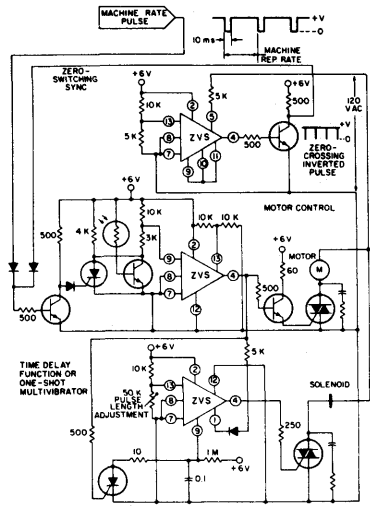 MACHINE RATE
PULSE
+V
0
10 ms
MACHINE
REP RATE
ZERO-
SWITCHING
SYNC
+6V
10K
5K
13
8
7
2
5
ZVS
4
9
10
11
5K
500
+6V
500
120
VAC
+V
0
ZERO-
CROSSING
INVERTED
PULSE
MOTOR CONTROL
+6V
500
4K
10K
3K
10K
10K
9
8
7
2
13
ZVS
4
12
500
+6V
60
MOTOR
M
500
TIME DELAY
FUNCTION OR
ONE-SHOT
MULTIVIBRATOR
+6V
10K
50K
PULSE
LENGTH
ADJUSTMENT
13
8
7
2
12
ZVS
4
1
9
5K
SOLENOID
250
500
10
1M
+6V
0.1